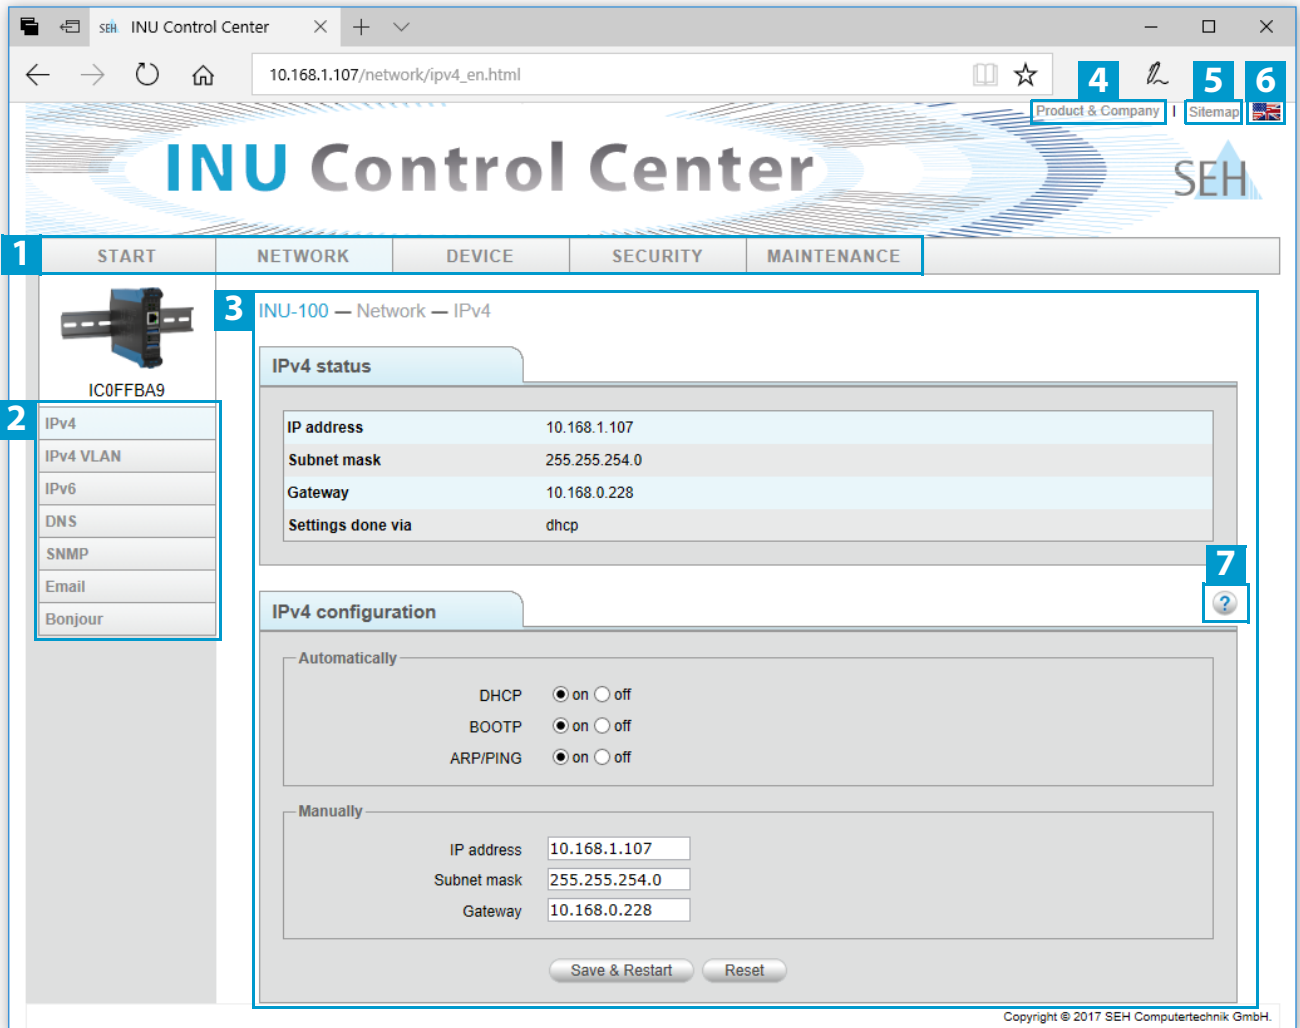 SEH INU Control Center
10.168.1.107/network/ipv4_en.html
4 5 6
Product & Company | Sitemap
INU Control Center
SEH
1 START NETWORK DEVICE SECURITY MAINTENANCE
3 INU-100 — Network — IPv4
IC0FFBA9
2
IPv4
IPv4 VLAN
IPv6
DNS
SNMP
Email
Bonjour
IPv4 status
IP address 10.168.1.107
Subnet mask 255.255.254.0
Gateway 10.168.0.228
Settings done via dhcp
7
?
IPv4 configuration
Automatically
DHCP on off
BOOTP on off
ARP/PING on off
Manually
IP address 10.168.1.107
Subnet mask 255.255.254.0
Gateway 10.168.0.228
Save & Restart Reset
Copyright © 2017 SEH Computertechnik GmbH.